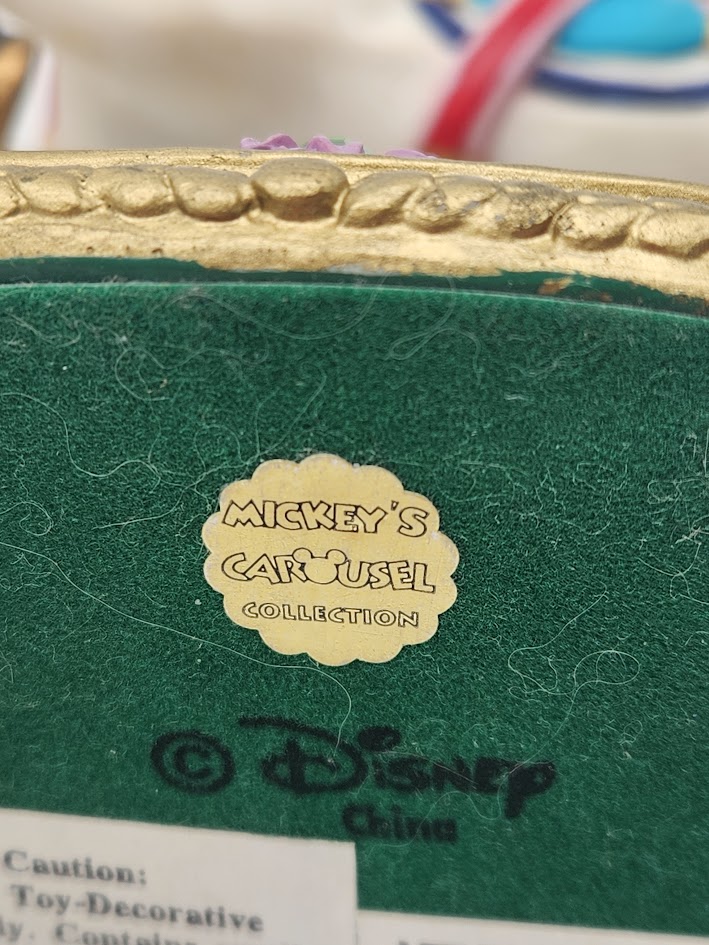 MICKEY'S
CAROUSEL
COLLECTION
© Disney
China
Caution:
Toy-Decorative